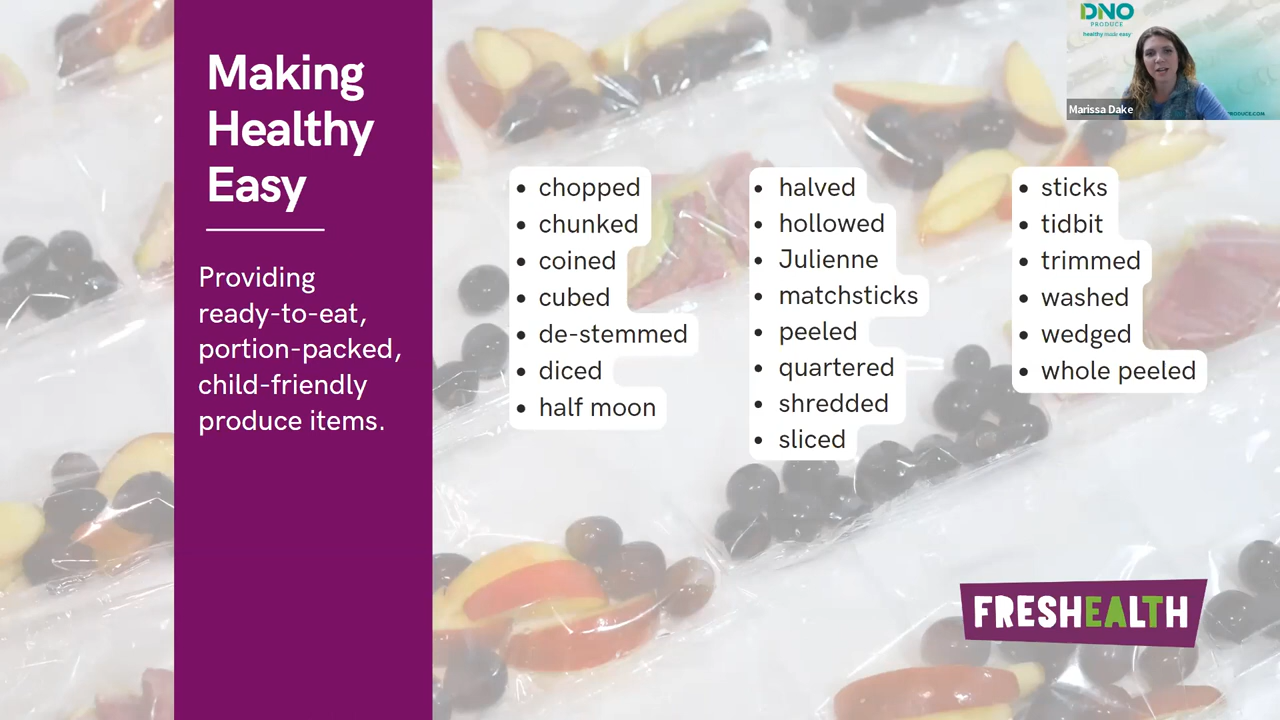 Making
Healthy
Easy
Providing
ready-to-eat,
portion-packed,
child-friendly
produce items.
• chopped
• chunked
• coined
• cubed
• de-stemmed
• diced
• half moon
• halved
• hollowed
• Julienne
• matchsticks
• peeled
• quartered
• shredded
• sliced
• sticks
• tidbit
• trimmed
• washed
• wedged
• whole peeled
DNO
PRODUCE
healthy made easy
Marissa Dake
FRESHEALTH